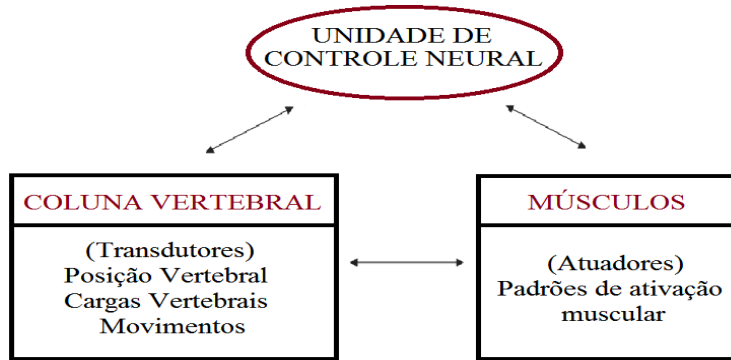 UNIDADE DE
CONTROLE NEURAL
COLUNA VERTEBRAL
(Transdutores)
Posição Vertebral
Cargas Vertebrais
Movimentos
MÚSCULOS
(Atuadores)
Padrões de ativação
muscular